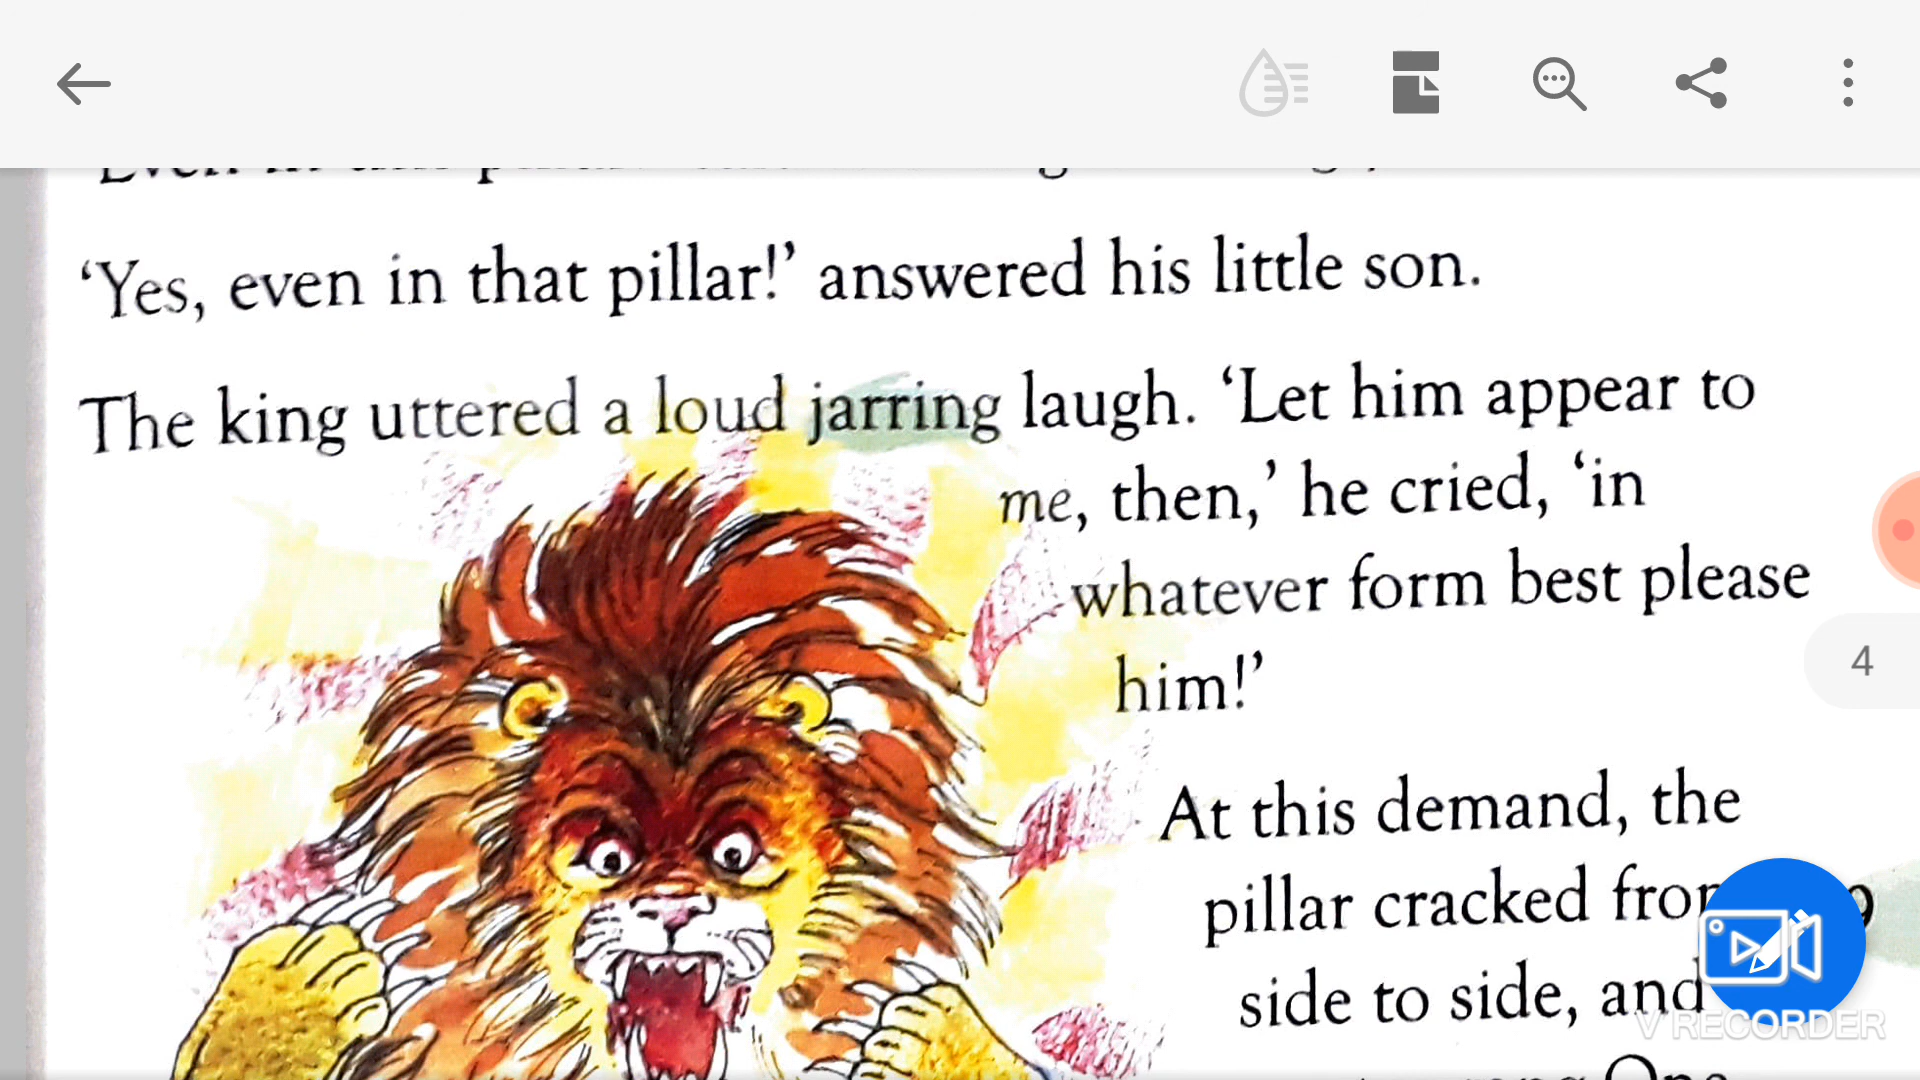 ‘Yes, even in that pillar!’ answered his little son.
The king uttered a loud jarring laugh. ‘Let him appear to
me, then,’ he cried, ‘in
whatever form best please
him!’
4
At this demand, the
pillar cracked
side to side, and
V RECORDER